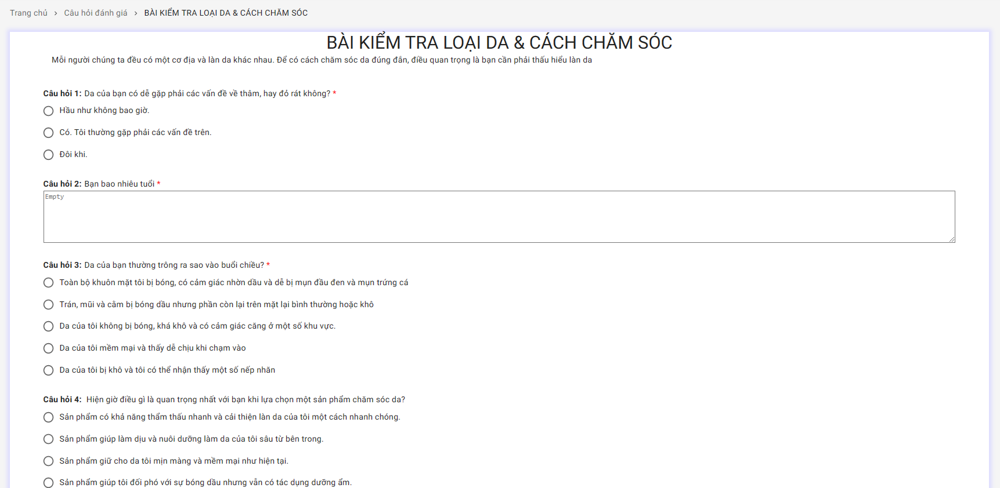 Trang chủ › Câu hỏi đánh giá › BÀI KIỂM TRA LOẠI DA & CÁCH CHĂM SÓC
BÀI KIỂM TRA LOẠI DA & CÁCH CHĂM SÓC
Mỗi người chúng ta đều có một cơ địa và làn da khác nhau. Để có cách chăm sóc da đúng đắn, điều quan trọng là bạn cần phải thấu hiểu làn da
Câu hỏi 1: Da của bạn có dễ gặp phải các vấn đề về thâm, hay đỏ rát không? *
Hầu như không bao giờ.
Có. Tôi thường gặp phải các vấn đề trên.
Đôi khi.
Câu hỏi 2: Bạn bao nhiêu tuổi *
Empty
Câu hỏi 3: Da của bạn thường trông ra sao vào buổi chiều? *
Toàn bộ khuôn mặt tôi bị bóng, có cảm giác nhờn dầu và dễ bị mụn đầu đen và mụn trứng cá
Trán, mũi và cằm bị bóng dầu nhưng phần còn lại trên mặt lại bình thường hoặc khô
Da của tôi không bị bóng, khá khô và có cảm giác căng ở một số khu vực.
Da của tôi mềm mại và thấy dễ chịu khi chạm vào
Da của tôi bị khô và tôi có thể nhận thấy một số nếp nhăn
Câu hỏi 4: Hiện giờ điều gì là quan trọng nhất với bạn khi lựa chọn một sản phẩm chăm sóc da?
Sản phẩm có khả năng thẩm thấu nhanh và cải thiện làn da của tôi một cách nhanh chóng.
Sản phẩm giúp làm dịu và nuôi dưỡng làm da của tôi sâu từ bên trong.
Sản phẩm giữ cho da tôi mịn màng và mềm mại như hiện tại.
Sản phẩm giúp tôi đối phó với sự bóng dầu nhưng vẫn có tác dụng dưỡng ẩm.